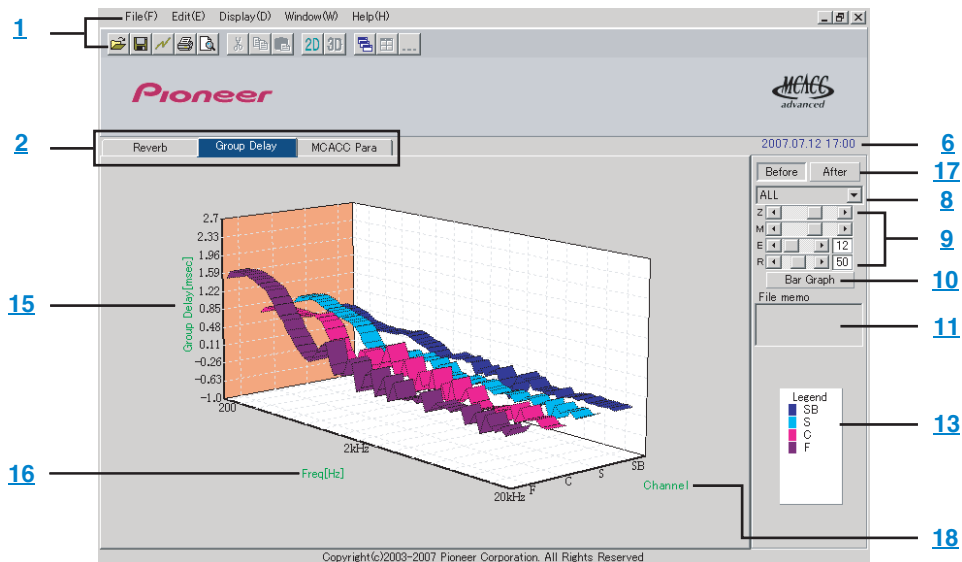 File(F) Edit(E) Display(D) Window(W) Help(H)
1
2D 3D
Pioneer
MCACC
advanced
2
Reverb Group Delay MCACC Para
2007.07.12 17:00
6
Before After
17
ALL
8
Z
M
E 12
R 50
9
Bar Graph
10
File memo
11
2.7
2.33
1.96
1.59
1.22
0.85
0.48
0.11
-0.26
-0.63
-1.0
Group Delay[msec]
15
200
2kHz
20kHz
Freq[Hz]
16
F C S SB
Channel
18
Legend
SB
S
C
F
13
Copyright(c)2003-2007 Pioneer Corporation. All Rights Reserved